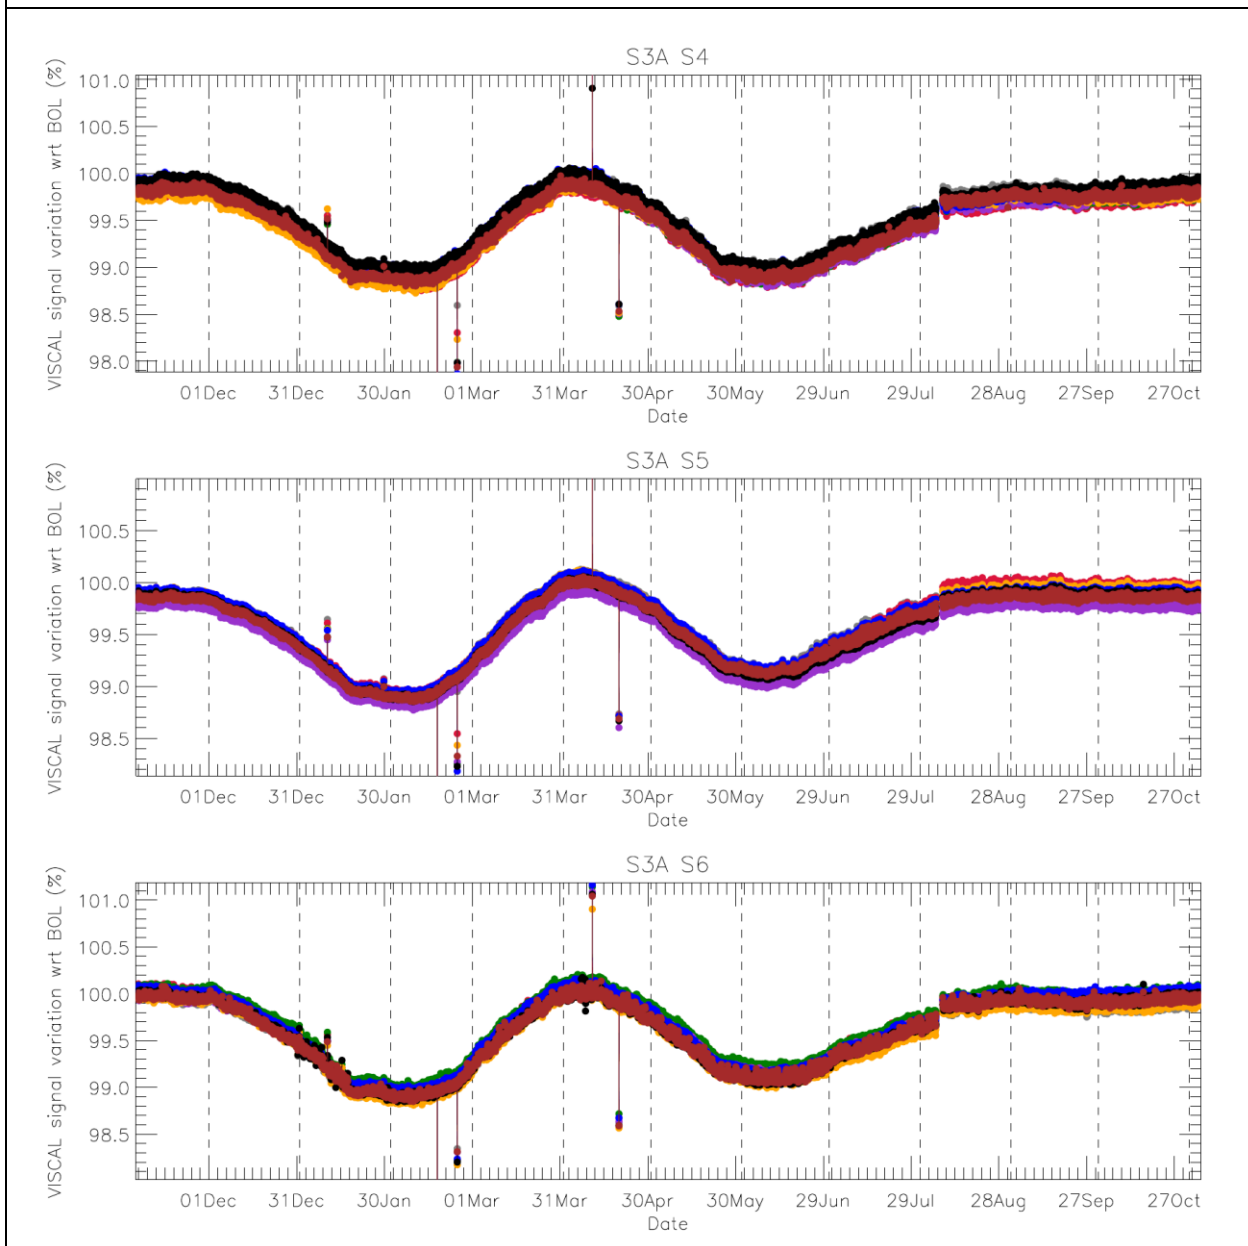 S3A S4
VISCAL signal variation wrt BOL (%)
101.0
100.5
100.0
99.5
99.0
98.5
98.0
01Dec 31Dec 30Jan 01Mar 31Mar 30Apr 30May 29Jun 29Jul 28Aug 27Sep 27Oct
Date
S3A S5
VISCAL signal variation wrt BOL (%)
100.5
100.0
99.5
99.0
98.5
01Dec 31Dec 30Jan 01Mar 31Mar 30Apr 30May 29Jun 29Jul 28Aug 27Sep 27Oct
Date
S3A S6
VISCAL signal variation wrt BOL (%)
101.0
100.5
100.0
99.5
99.0
98.5
01Dec 31Dec 30Jan 01Mar 31Mar 30Apr 30May 29Jun 29Jul 28Aug 27Sep 27Oct
Date